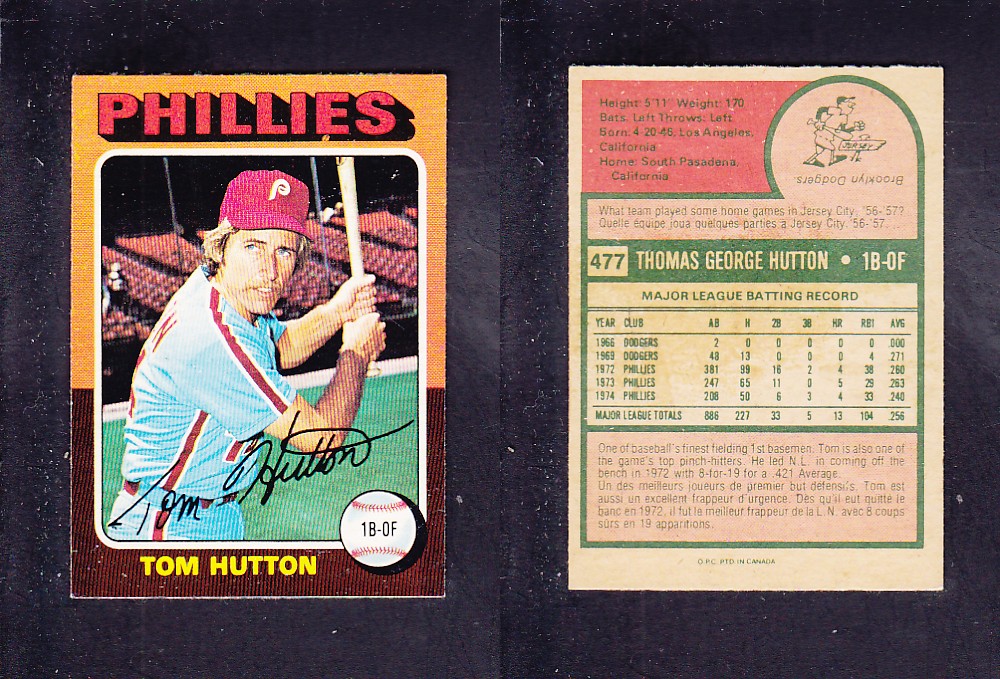 PHILLIES
P
Tom Hutton
1B-OF
TOM HUTTON
Height: 5'11" Weight: 170
Bats: Left Throws: Left
Born: 4-20-46, Los Angeles,
California
Home: South Pasadena,
California
JERSEY
Brooklyn Dodgers.
What team played some home games in Jersey City, '56-'57?
Quelle équipe joua quelques parties a Jersey City, '56-'57.
477 THOMAS GEORGE HUTTON • 1B-OF
MAJOR LEAGUE BATTING RECORD
YEAR CLUB AB H 2B 3B HR RBI AVG
1966 DODGERS 2 0 0 0 0 0 .000
1969 DODGERS 48 13 0 0 0 4 .271
1972 PHILLIES 381 99 16 2 4 38 .260
1973 PHILLIES 247 65 11 0 5 29 .263
1974 PHILLIES 208 50 6 3 4 33 .240
MAJOR LEAGUE TOTALS 886 227 33 5 13 104 .256
One of baseball's finest fielding 1st basemen, Tom is also one of
the game's top pinch-hitters. He led N.L. in coming off the
bench in 1972 with 8-for-19 for a .421 Average.
Un des meilleurs joueurs de premier but défensifs, Tom est
aussi un excellent frappeur d'urgence. Dès qu'il eut quitté le
banc en 1972, il fut le meilleur frappeur de la L.N. avec 8 coups
sûrs en 19 apparitions.
O.P.C. PTD. IN CANADA